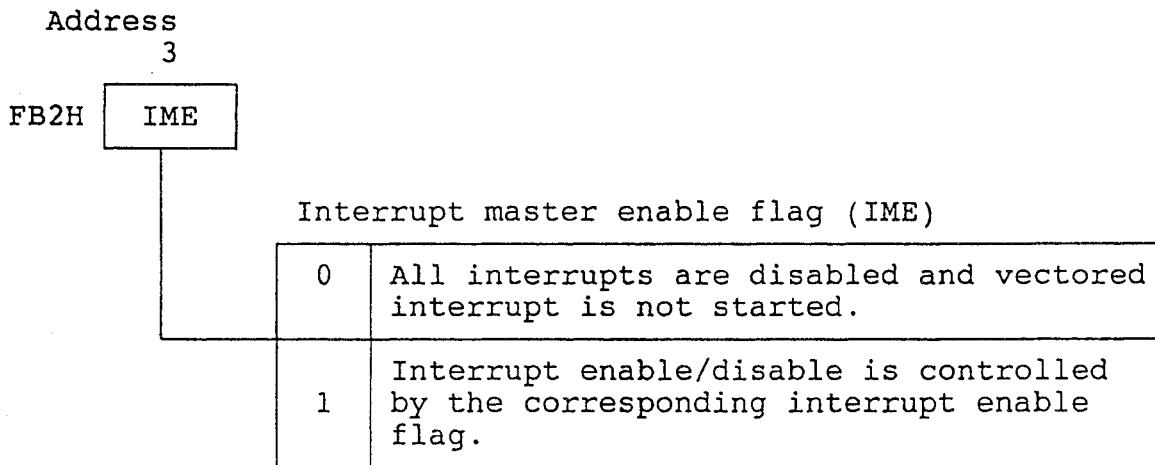 Address
3
FB2H IME
Interrupt master enable flag (IME)
0 All interrupts are disabled and vectored
interrupt is not started.
Interrupt enable/disable is controlled
1 by the corresponding interrupt enable
flag.